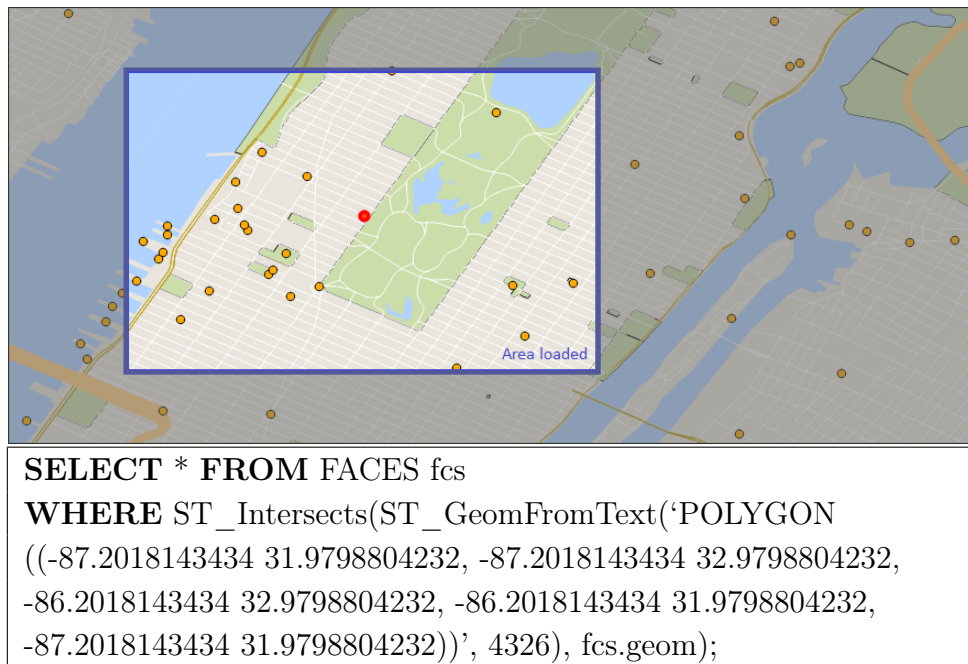 Area loaded
SELECT * FROM FACES fcs
WHERE ST_Intersects(ST_GeomFromText(‘POLYGON
((-87.2018143434 31.9798804232, -87.2018143434 32.9798804232,
-86.2018143434 32.9798804232, -86.2018143434 31.9798804232,
-87.2018143434 31.9798804232))’, 4326), fcs.geom);